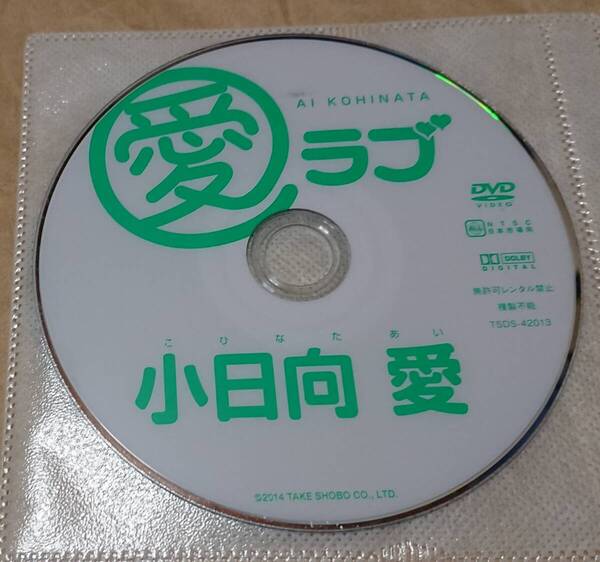 AI KOHINATA
愛ラブ
DVD
VIDEO
ALL
NTSC
日本市場向
DOLBY
DIGITAL
無許可レンタル禁止
複製不能
TSDS-42013
こひなたあい
小日向 愛
©2014 TAKE SHOBO CO., LTD.